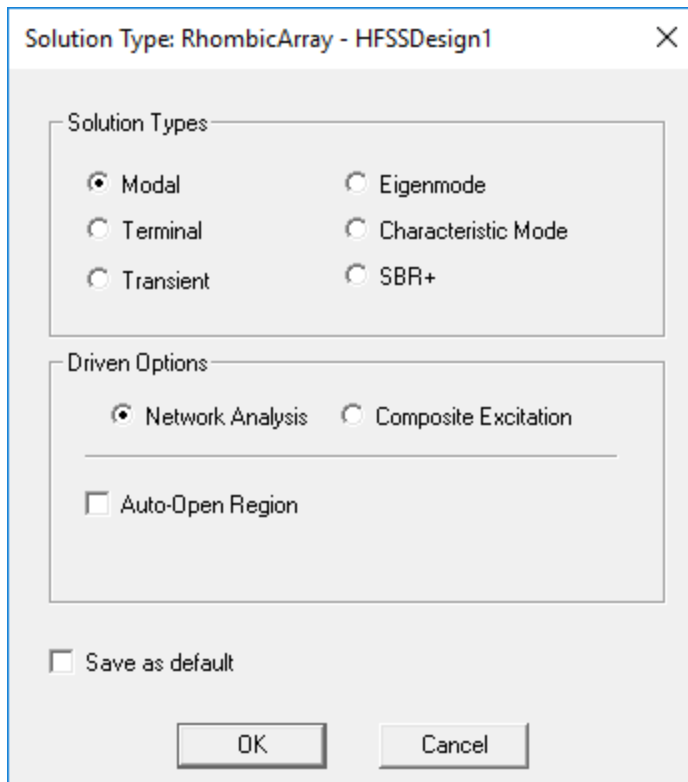 Solution Type: RhombicArray - HFSSDesign1
Solution Types
Modal
Eigenmode
Terminal
Characteristic Mode
Transient
SBR+
Driven Options
Network Analysis
Composite Excitation
Auto-Open Region
Save as default
OK
Cancel